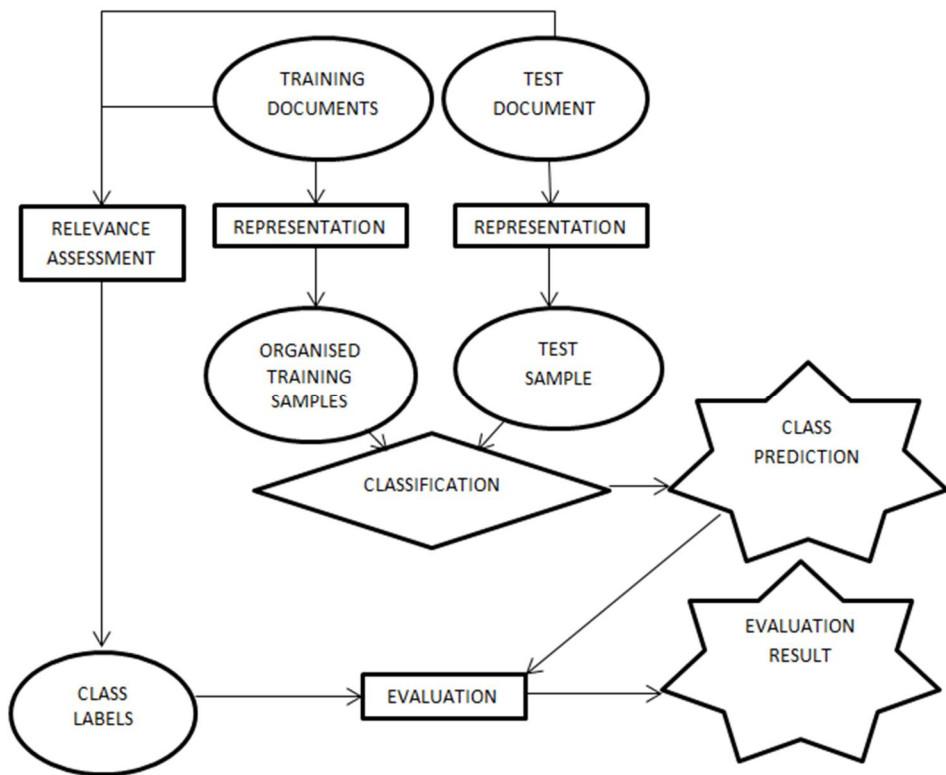 TRAINING
DOCUMENTS
TEST
DOCUMENT
RELEVANCE
ASSESSMENT
REPRESENTATION
REPRESENTATION
ORGANISED
TRAINING
SAMPLES
TEST
SAMPLE
CLASSIFICATION
CLASS
PREDICTION
EVALUATION
RESULT
CLASS
LABELS
EVALUATION